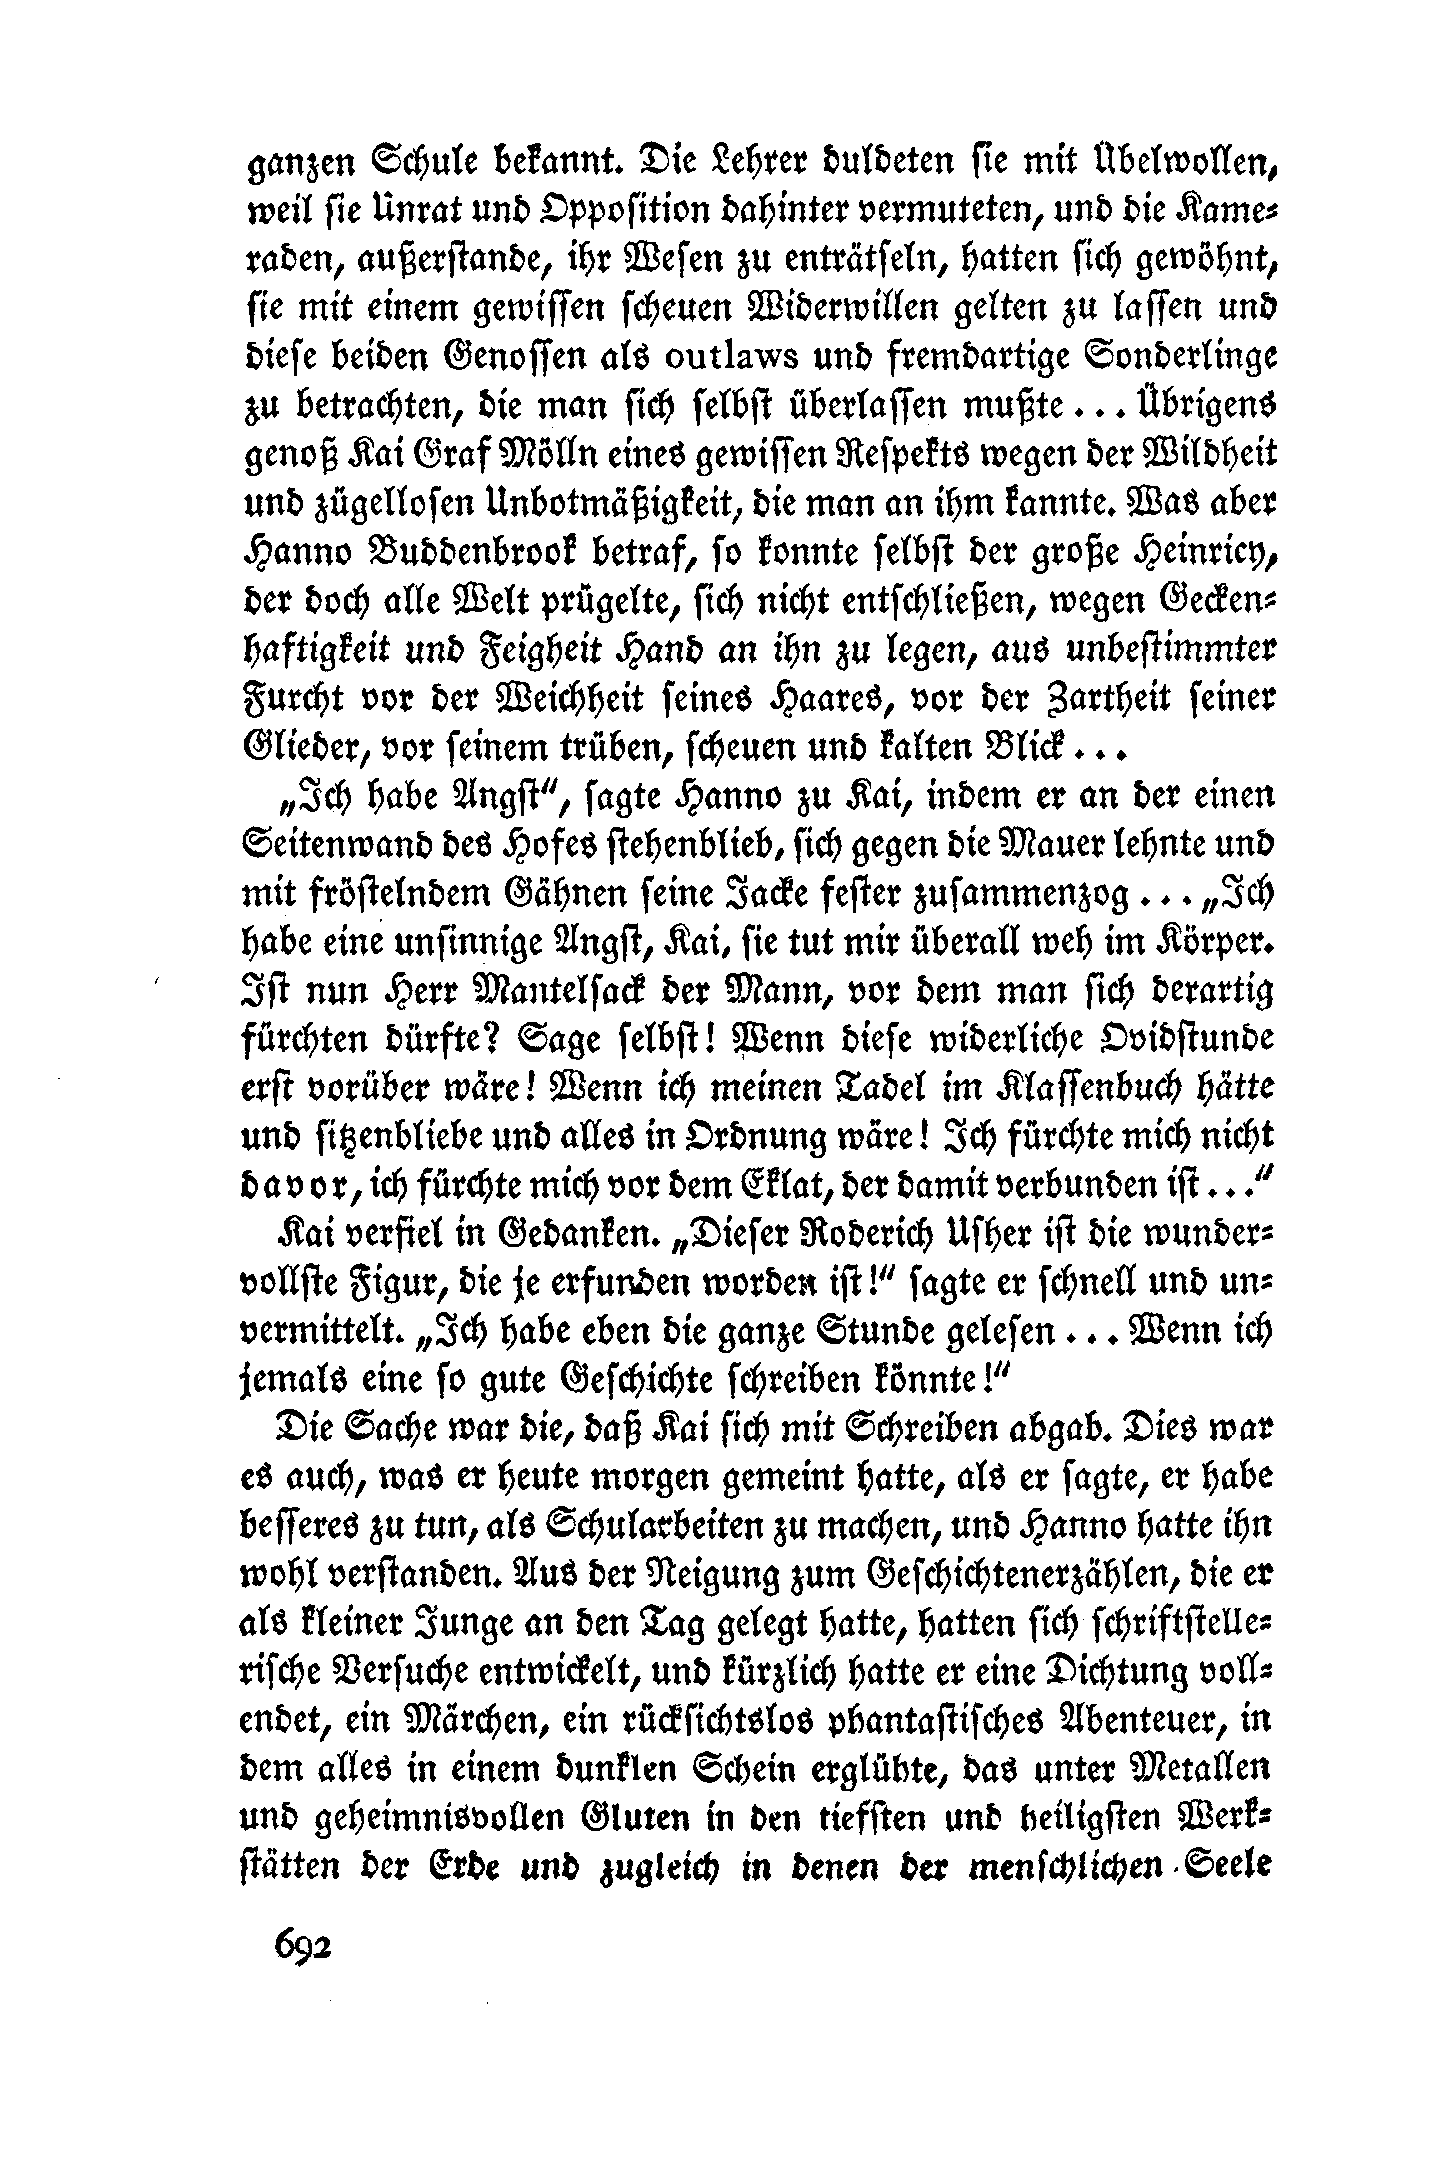 ganzen Schule bekannt. Die Lehrer duldeten sie mit Übelwollen,
weil sie Unrat und Opposition dahinter vermuteten, und die Kame-
raden, außerstande, ihr Wesen zu enträtseln, hatten sich gewöhnt,
sie mit einem gewissen scheuen Widerwillen gelten zu lassen und
diese beiden Genossen als outlaws und fremdartige Sonderlinge
zu betrachten, die man sich selbst überlassen mußte... Übrigens
genoß Kai Graf Mölln eines gewissen Respekts wegen der Wildheit
und zügellosen Unbotmäßigkeit, die man an ihm kannte. Was aber
Hanno Buddenbrook betraf, so konnte selbst der große Heinrich,
der doch alle Welt prügelte, sich nicht entschließen, wegen Gecken-
haftigkeit und Feigheit Hand an ihn zu legen, aus unbestimmter
Furcht vor der Weichheit seines Haares, vor der Zartheit seiner
Glieder, vor seinem trüben, scheuen und kalten Blick...
„Ich habe Angst“, sagte Hanno zu Kai, indem er an der einen
Seitenwand des Hofes stehenblieb, sich gegen die Mauer lehnte und
mit fröstelndem Gähnen seine Jacke fester zusammenzog... „Ich
habe eine unsinnige Angst, Kai, sie tut mir überall weh im Körper.
Ist nun Herr Mantelsack der Mann, vor dem man sich derartig
fürchten dürfte? Sage selbst! Wenn diese widerliche Ovidstunde
erst vorüber wäre! Wenn ich meinen Tadel im Klassenbuch hätte
und sitzenbliebe und alles in Ordnung wäre! Ich fürchte mich nicht
davor, ich fürchte mich vor dem Eklat, der damit verbunden ist...“
Kai verfiel in Gedanken. „Dieser Roderich Usher ist die wunder-
vollste Figur, die je erfunden worden ist!“ sagte er schnell und un-
vermittelt. „Ich habe eben die ganze Stunde gelesen... Wenn ich
jemals eine so gute Geschichte schreiben könnte!“
Die Sache war die, daß Kai sich mit Schreiben abgab. Dies war
es auch, was er heute morgen gemeint hatte, als er sagte, er habe
besseres zu tun, als Schularbeiten zu machen, und Hanno hatte ihn
wohl verstanden. Aus der Neigung zum Geschichtenerzählen, die er
als kleiner Junge an den Tag gelegt hatte, hatten sich schriftstelle-
rische Versuche entwickelt, und kürzlich hatte er eine Dichtung voll-
endet, ein Märchen, ein rücksichtslos phantastisches Abenteuer, in
dem alles in einem dunklen Schein erglühte, das unter Metallen
und geheimnisvollen Gluten in den tiefsten und heiligsten Werk-
stätten der Erde und zugleich in denen der menschlichen Seele
692